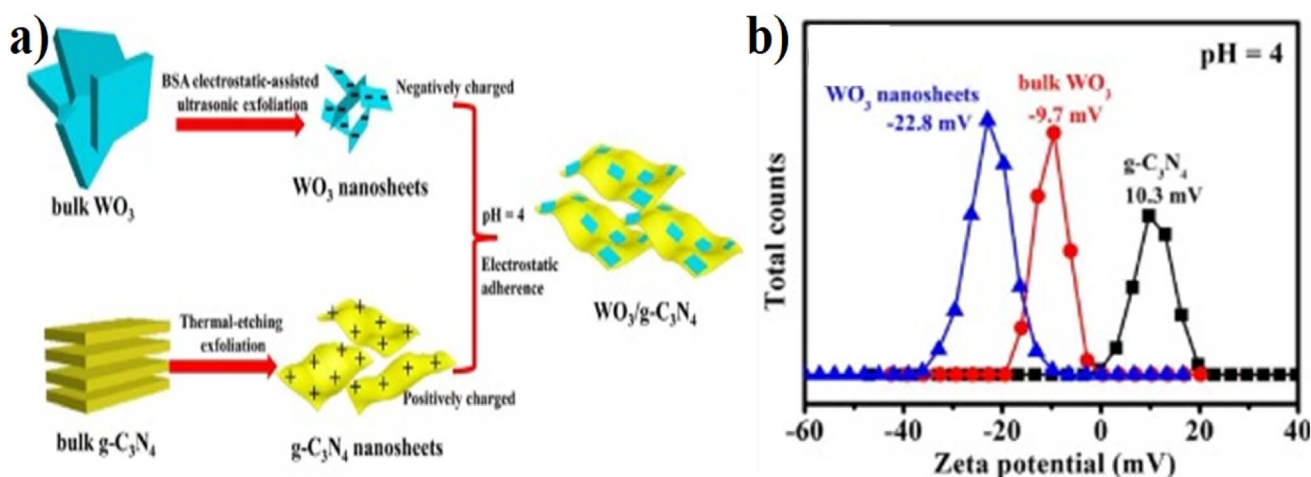 a)
BSA electrostatic-assisted
ultrasonic exfoliation
Negatively charged
bulk WO₃
WO₃ nanosheets
pH = 4
Electrostatic
adherence
WO₃/g-C₃N₄
Thermal-etching
exfoliation
Positively charged
bulk g-C₃N₄
g-C₃N₄ nanosheets
b)
pH = 4
WO₃ nanosheets
-22.8 mV
bulk WO₃
-9.7 mV
g-C₃N₄
10.3 mV
Total counts
-60 -40 -20 0 20 40
Zeta potential (mV)